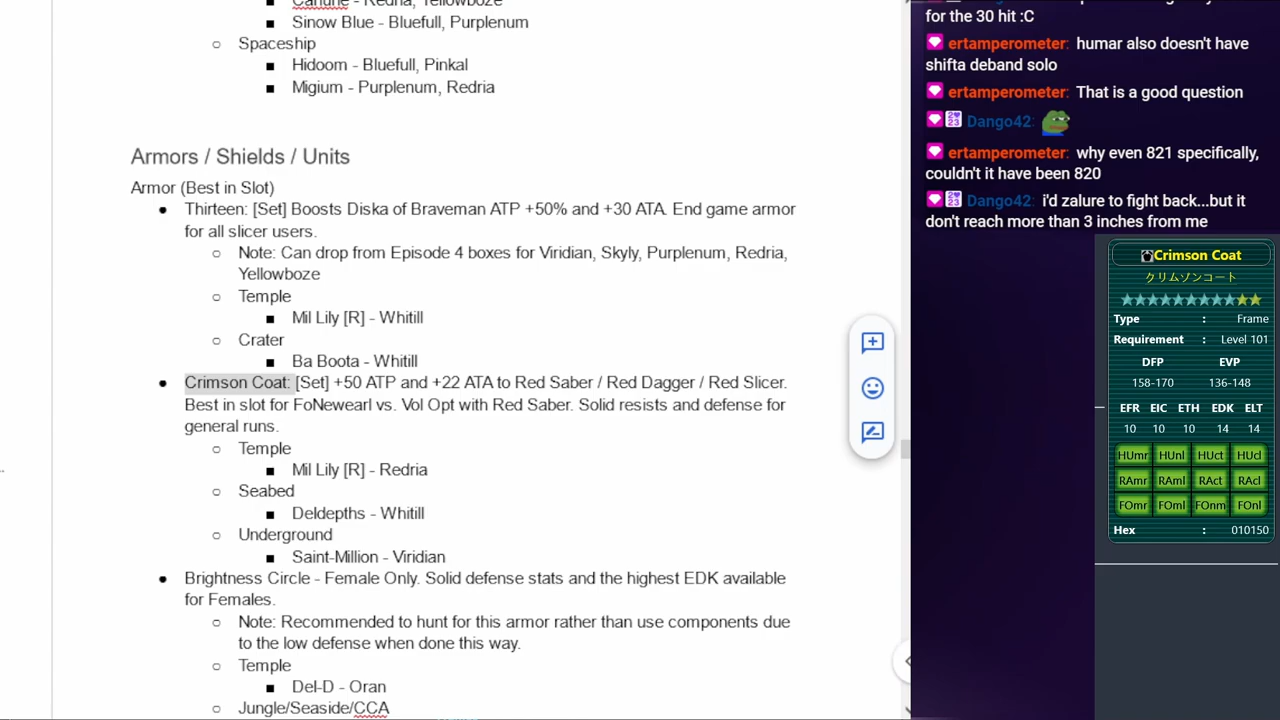 Canune - Redria, Yellowboze
○ Sinow Blue - Bluefull, Purplenum
○ Spaceship
■ Hidoom - Bluefull, Pinkal
■ Migium - Purplenum, Redria
Armors / Shields / Units
Armor (Best in Slot)
● Thirteen: [Set] Boosts Diska of Braveman ATP +50% and +30 ATA. End game armor
for all slicer users.
○ Note: Can drop from Episode 4 boxes for Viridian, Skyly, Purplenum, Redria,
Yellowboze
○ Temple
■ Mil Lily [R] - Whitill
○ Crater
■ Ba Boota - Whitill
● Crimson Coat: [Set] +50 ATP and +22 ATA to Red Saber / Red Dagger / Red Slicer.
Best in slot for FoNewearl vs. Vol Opt with Red Saber. Solid resists and defense for
general runs.
○ Temple
■ Mil Lily [R] - Redria
○ Seabed
■ Deldepths - Whitill
○ Underground
■ Saint-Million - Viridian
● Brightness Circle - Female Only. Solid defense stats and the highest EDK available
for Females.
○ Note: Recommended to hunt for this armor rather than use components due
to the low defense when done this way.
○ Temple
■ Del-D - Oran
○ Jungle/Seaside/CCA
for the 30 hit :C
ertamperometer: humar also doesn't have
shifta deband solo
ertamperometer: That is a good question
Dango42:
ertamperometer: why even 821 specifically,
couldn't it have been 820
Dango42: i'd zalure to fight back...but it
don't reach more than 3 inches from me
Crimson Coat
クリムゾンコート
★★★★★★★★★★★★
Type : Frame
Requirement : Level 101
DFP EVP
158-170 136-148
EFR EIC ETH EDK ELT
10 10 10 14 14
HUmr HUnl HUct HUcl
RAmr RAml RAct RAcl
FOmr FOml FOnm FOnl
Hex : 010150